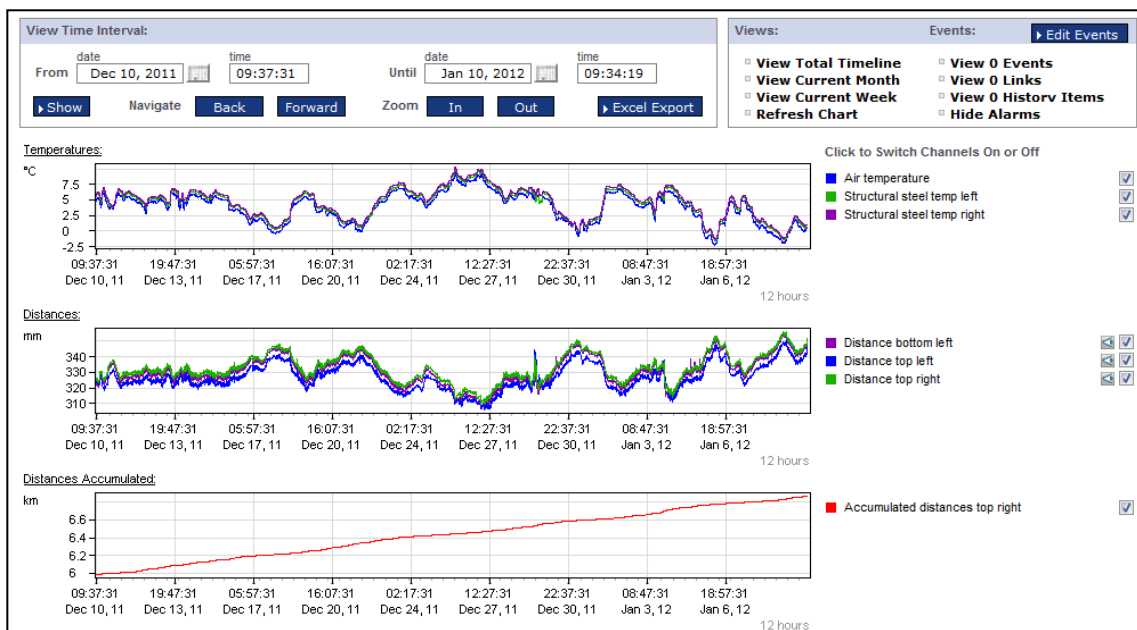 View Time Interval:
date time date time
From Dec 10, 2011 09:37:31 Until Jan 10, 2012 09:34:19
Show Navigate Back Forward Zoom In Out Excel Export
Views: Events: Edit Events
View Total Timeline View 0 Events
View Current Month View 0 Links
View Current Week View 0 History Items
Refresh Chart Hide Alarms
Temperatures:
°C
7.5
5
2.5
0
-2.5
09:37:31 19:47:31 05:57:31 16:07:31 02:17:31 12:27:31 22:37:31 08:47:31 18:57:31
Dec 10, 11 Dec 13, 11 Dec 17, 11 Dec 20, 11 Dec 24, 11 Dec 27, 11 Dec 30, 11 Jan 3, 12 Jan 6, 12
12 hours
Click to Switch Channels On or Off
Air temperature
Structural steel temp left
Structural steel temp right
Distances:
mm
340
330
320
310
09:37:31 19:47:31 05:57:31 16:07:31 02:17:31 12:27:31 22:37:31 08:47:31 18:57:31
Dec 10, 11 Dec 13, 11 Dec 17, 11 Dec 20, 11 Dec 24, 11 Dec 27, 11 Dec 30, 11 Jan 3, 12 Jan 6, 12
12 hours
Distance bottom left
Distance top left
Distance top right
Distances Accumulated:
km
6.6
6.4
6.2
6
09:37:31 19:47:31 05:57:31 16:07:31 02:17:31 12:27:31 22:37:31 08:47:31 18:57:31
Dec 10, 11 Dec 13, 11 Dec 17, 11 Dec 20, 11 Dec 24, 11 Dec 27, 11 Dec 30, 11 Jan 3, 12 Jan 6, 12
12 hours
Accumulated distances top right